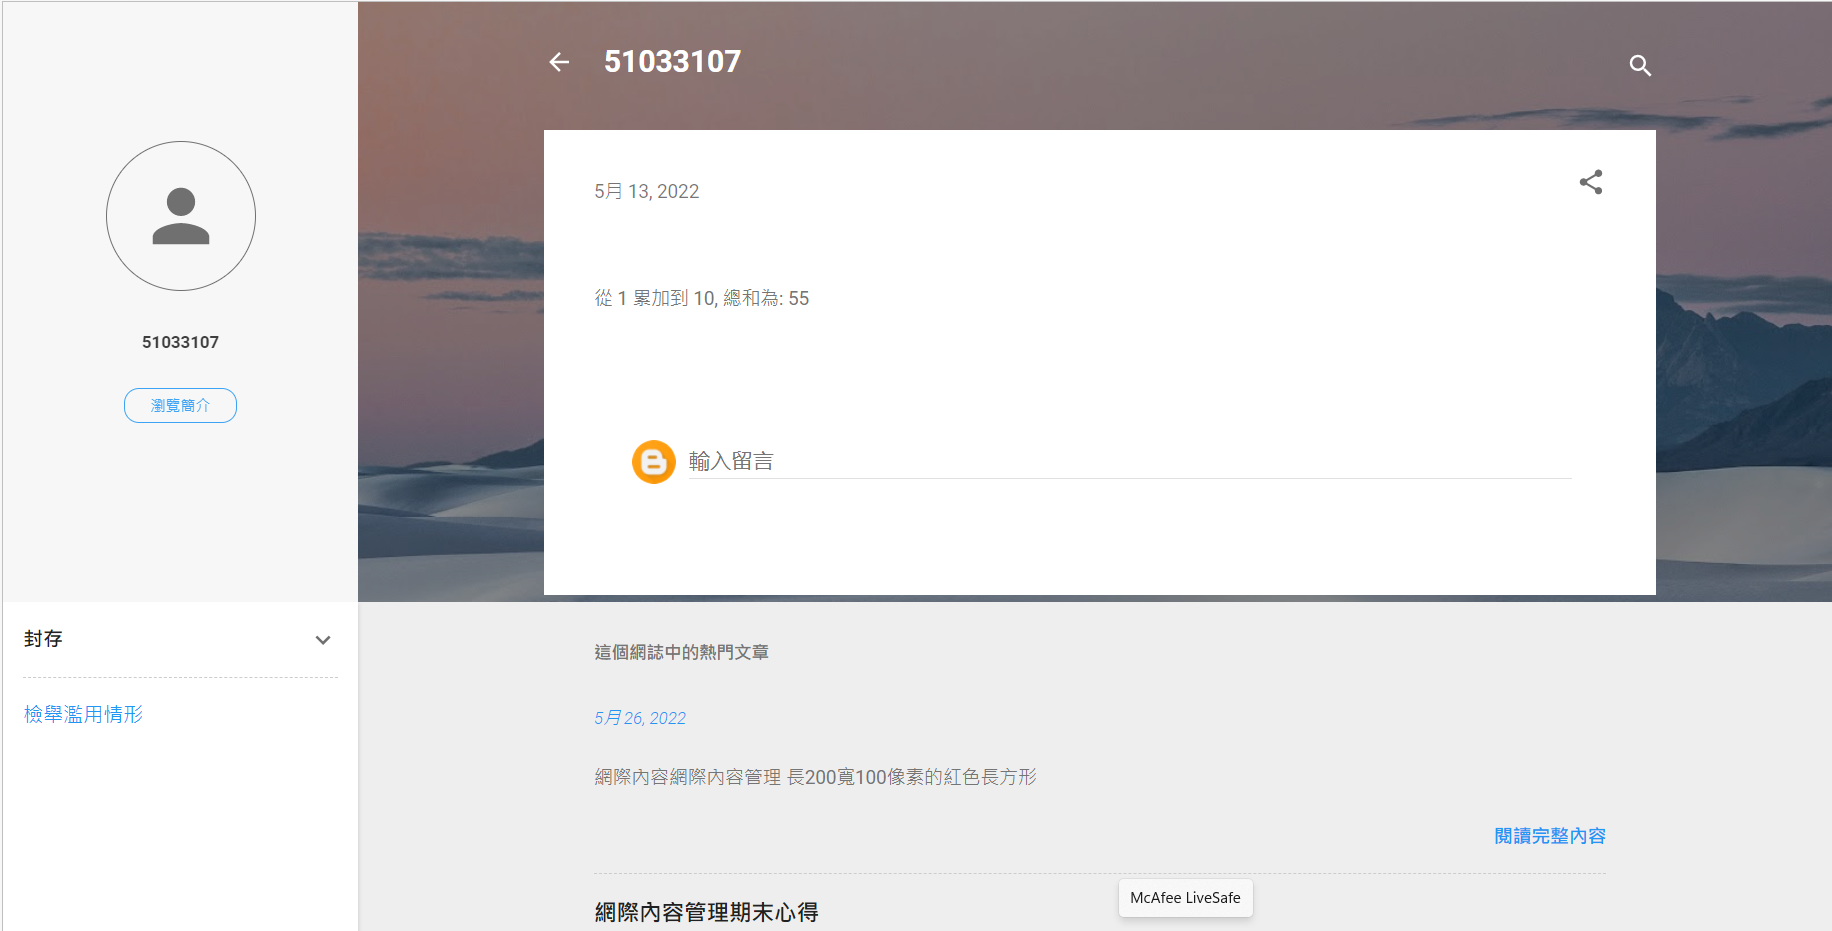 51033107
瀏覽簡介
封存
檢舉濫用情形
51033107
5月 13, 2022
從 1 累加到 10, 總和為: 55
輸入留言
這個網誌中的熱門文章
5月 26, 2022
網際內容網際內容管理 長200寬100像素的紅色長方形
閱讀完整內容
網際內容管理期末心得
McAfee LiveSafe